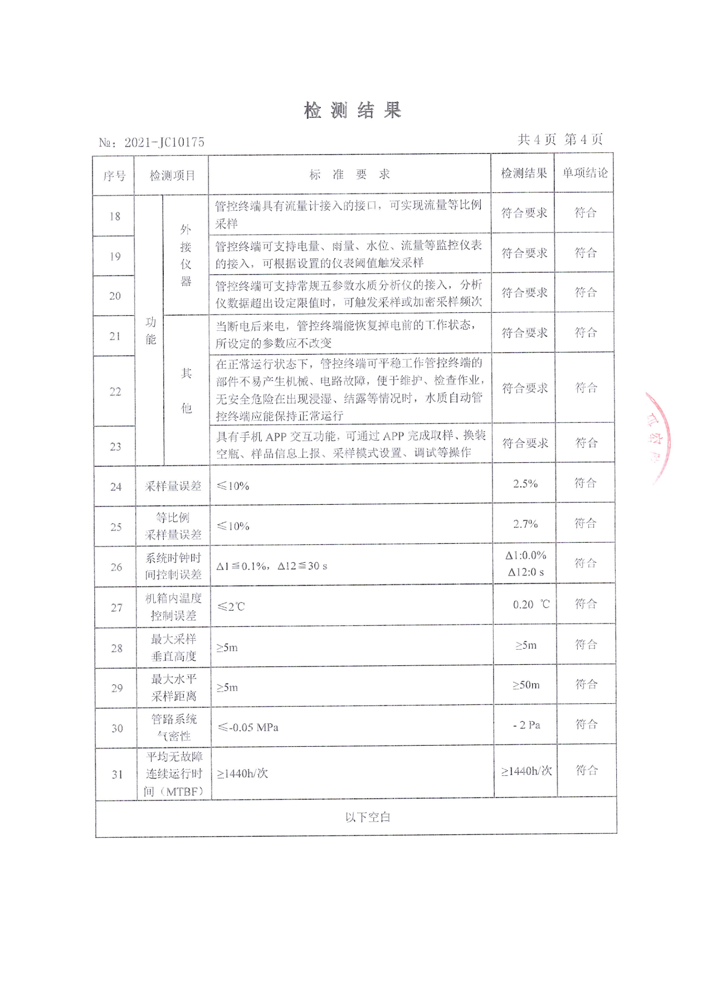 检测结果
№：2021-JC10175
共 4 页 第 4 页
序号 检测项目 标准要求 检测结果 单项结论
功能
外接仪器
18 管控终端具有流量计接入的接口，可实现流量等比例
采样
符合要求 符合
19 管控终端可支持电量、雨量、水位、流量等监控仪表
的接入，可根据设置的仪表阈值触发采样
符合要求 符合
20 管控终端可支持常规五参数水质分析仪的接入，分析
仪数据超出设定限值时，可触发采样或加密采样频次
符合要求 符合
其他
21 当断电后来电，管控终端能恢复掉电前的工作状态，
所设定的参数应不改变
符合要求 符合
22 在正常运行状态下，管控终端可平稳工作管控终端的
部件不易产生机械、电路故障，便于维护、检查作业，
无安全危险在出现浸湿、结露等情况时，水质自动管
控终端应能保持正常运行
符合要求 符合
23 具有手机 APP 交互功能，可通过 APP 完成取样、换装
空瓶、样品信息上报、采样模式设置、调试等操作
符合要求 符合
24 采样量误差 ≤10% 2.5% 符合
25 等比例
采样量误差
≤10% 2.7% 符合
26 系统时钟时
间控制误差
Δ1≦0.1%，Δ12≦30 s
Δ1:0.0%
Δ12:0 s
符合
27 机箱内温度
控制误差
≤2℃ 0.20 ℃ 符合
28 最大采样
垂直高度
≥5m ≥5m 符合
29 最大水平
采样距离
≥5m ≥50m 符合
30 管路系统
气密性
≤-0.05 MPa - 2 Pa 符合
31 平均无故障
连续运行时
间（MTBF）
≥1440h/次 ≥1440h/次 符合
以下空白